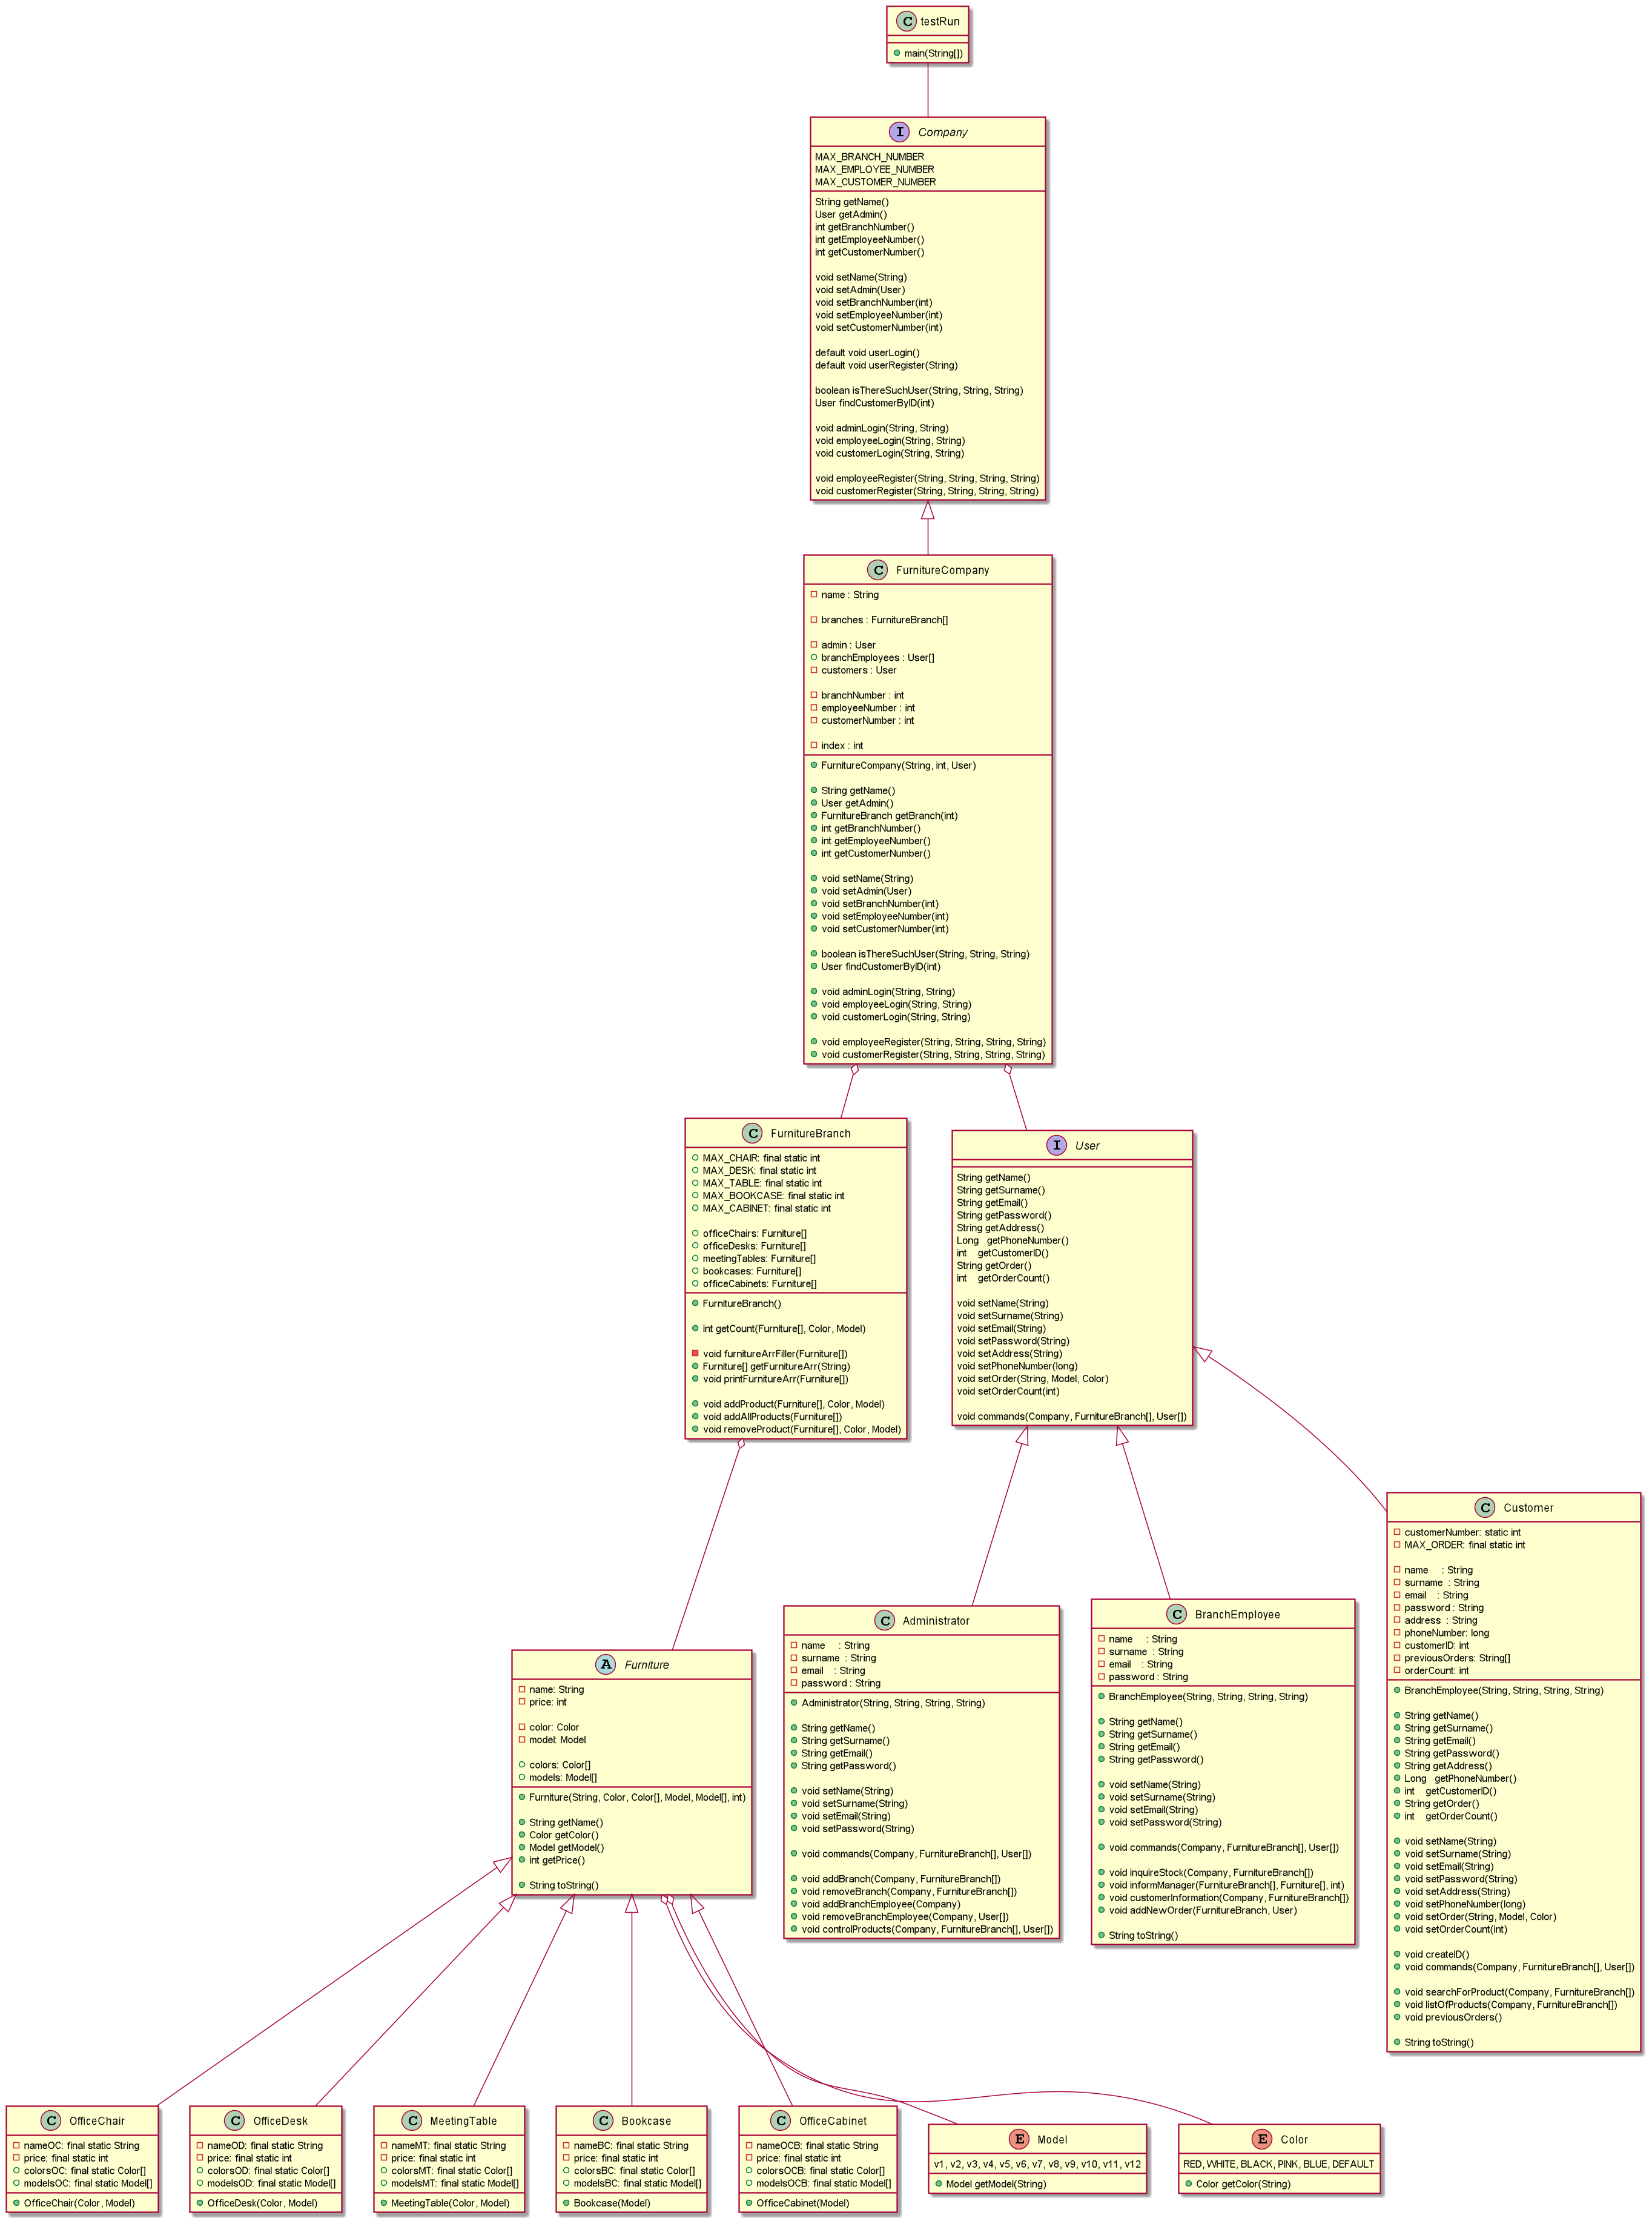 C testRun
main(String[])
I Company
MAX_BRANCH_NUMBER
MAX_EMPLOYEE_NUMBER
MAX_CUSTOMER_NUMBER
String getName()
User getAdmin()
int getBranchNumber()
int getEmployeeNumber()
int getCustomerNumber()
void setName(String)
void setAdmin(User)
void setBranchNumber(int)
void setEmployeeNumber(int)
void setCustomerNumber(int)
default void userLogin()
default void userRegister(String)
boolean isThereSuchUser(String, String, String)
User findCustomerByID(int)
void adminLogin(String, String)
void employeeLogin(String, String)
void customerLogin(String, String)
void employeeRegister(String, String, String, String)
void customerRegister(String, String, String, String)
C FurnitureCompany
name : String
branches : FurnitureBranch[]
admin : User
branchEmployees : User[]
customers : User
branchNumber : int
employeeNumber : int
customerNumber : int
index : int
FurnitureCompany(String, int, User)
String getName()
User getAdmin()
FurnitureBranch getBranch(int)
int getBranchNumber()
int getEmployeeNumber()
int getCustomerNumber()
void setName(String)
void setAdmin(User)
void setBranchNumber(int)
void setEmployeeNumber(int)
void setCustomerNumber(int)
boolean isThereSuchUser(String, String, String)
User findCustomerByID(int)
void adminLogin(String, String)
void employeeLogin(String, String)
void customerLogin(String, String)
void employeeRegister(String, String, String, String)
void customerRegister(String, String, String, String)
C FurnitureBranch
MAX_CHAIR: final static int
MAX_DESK: final static int
MAX_TABLE: final static int
MAX_BOOKCASE: final static int
MAX_CABINET: final static int
officeChairs: Furniture[]
officeDesks: Furniture[]
meetingTables: Furniture[]
bookcases: Furniture[]
officeCabinets: Furniture[]
FurnitureBranch()
int getCount(Furniture[], Color, Model)
void furnitureArrFiller(Furniture[])
Furniture[] getFurnitureArr(String)
void printFurnitureArr(Furniture[])
void addProduct(Furniture[], Color, Model)
void addAllProducts(Furniture[])
void removeProduct(Furniture[], Color, Model)
I User
String getName()
String getSurname()
String getEmail()
String getPassword()
String getAddress()
Long getPhoneNumber()
int getCustomerID()
String getOrder()
int getOrderCount()
void setName(String)
void setSurname(String)
void setEmail(String)
void setPassword(String)
void setAddress(String)
void setPhoneNumber(long)
void setOrder(String, Model, Color)
void setOrderCount(int)
void commands(Company, FurnitureBranch[], User[])
C Customer
customerNumber: static int
MAX_ORDER: final static int
name : String
surname : String
email : String
password : String
address : String
phoneNumber: long
customerID: int
previousOrders: String[]
orderCount: int
BranchEmployee(String, String, String, String)
String getName()
String getSurname()
String getEmail()
String getPassword()
String getAddress()
Long getPhoneNumber()
int getCustomerID()
String getOrder()
int getOrderCount()
void setName(String)
void setSurname(String)
void setEmail(String)
void setPassword(String)
void setAddress(String)
void setPhoneNumber(long)
void setOrder(String, Model, Color)
void setOrderCount(int)
void createID()
void commands(Company, FurnitureBranch[], User[])
void searchForProduct(Company, FurnitureBranch[])
void listOfProducts(Company, FurnitureBranch[])
void previousOrders()
String toString()
C Administrator
name : String
surname : String
email : String
password : String
Administrator(String, String, String, String)
String getName()
String getSurname()
String getEmail()
String getPassword()
void setName(String)
void setSurname(String)
void setEmail(String)
void setPassword(String)
void commands(Company, FurnitureBranch[], User[])
void addBranch(Company, FurnitureBranch[])
void removeBranch(Company, FurnitureBranch[])
void addBranchEmployee(Company)
void removeBranchEmployee(Company, User[])
void controlProducts(Company, FurnitureBranch[], User[])
C BranchEmployee
name : String
surname : String
email : String
password : String
BranchEmployee(String, String, String, String)
String getName()
String getSurname()
String getEmail()
String getPassword()
void setName(String)
void setSurname(String)
void setEmail(String)
void setPassword(String)
void commands(Company, FurnitureBranch[], User[])
void inquireStock(Company, FurnitureBranch[])
void informManager(FurnitureBranch[], Furniture[], int)
void customerInformation(Company, FurnitureBranch[])
void addNewOrder(FurnitureBranch, User)
String toString()
A Furniture
name: String
price: int
color: Color
model: Model
colors: Color[]
models: Model[]
Furniture(String, Color, Color[], Model, Model[], int)
String getName()
Color getColor()
Model getModel()
int getPrice()
String toString()
C OfficeChair
nameOC: final static String
price: final static int
colorsOC: final static Color[]
modelsOC: final static Model[]
OfficeChair(Color, Model)
C OfficeDesk
nameOD: final static String
price: final static int
colorsOD: final static Color[]
modelsOD: final static Model[]
OfficeDesk(Color, Model)
C MeetingTable
nameMT: final static String
price: final static int
colorsMT: final static Color[]
modelsMT: final static Model[]
MeetingTable(Color, Model)
C Bookcase
nameBC: final static String
price: final static int
colorsBC: final static Color[]
modelsBC: final static Model[]
Bookcase(Model)
C OfficeCabinet
nameOCB: final static String
price: final static int
colorsOCB: final static Color[]
modelsOCB: final static Model[]
OfficeCabinet(Model)
E Model
v1, v2, v3, v4, v5, v6, v7, v8, v9, v10, v11, v12
Model getModel(String)
E Color
RED, WHITE, BLACK, PINK, BLUE, DEFAULT
Color getColor(String)